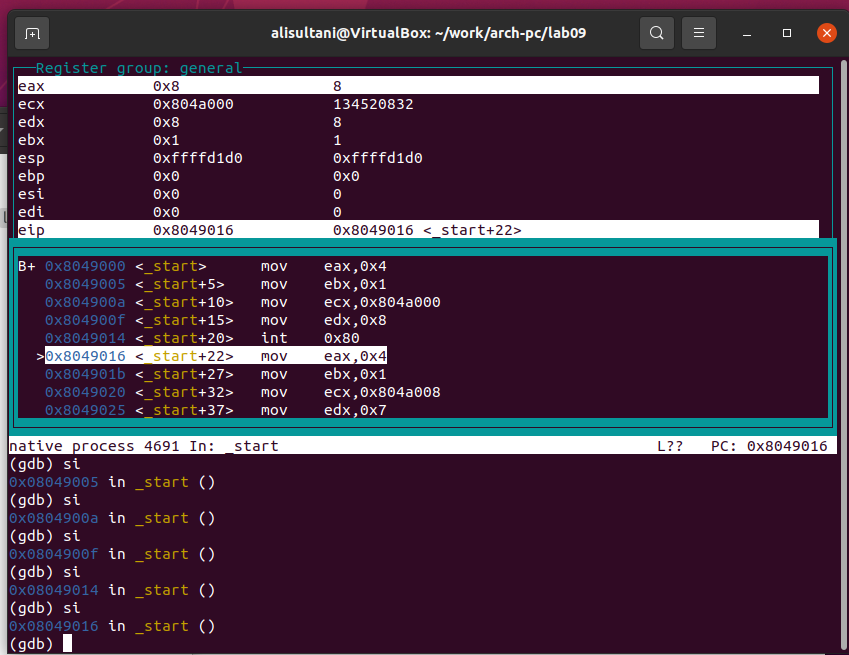 alisultani@VirtualBox: ~/work/arch-pc/lab09
Register group: general
eax 0x8 8
ecx 0x804a000 134520832
edx 0x8 8
ebx 0x1 1
esp 0xffffd1d0 0xffffd1d0
ebp 0x0 0x0
esi 0x0 0
edi 0x0 0
eip 0x8049016 0x8049016 <_start+22>
B+ 0x8049000 <_start> mov eax,0x4
0x8049005 <_start+5> mov ebx,0x1
0x804900a <_start+10> mov ecx,0x804a000
0x804900f <_start+15> mov edx,0x8
0x8049014 <_start+20> int 0x80
>0x8049016 <_start+22> mov eax,0x4
0x804901b <_start+27> mov ebx,0x1
0x8049020 <_start+32> mov ecx,0x804a008
0x8049025 <_start+37> mov edx,0x7
native process 4691 In: _start L?? PC: 0x8049016
(gdb) si
0x08049005 in _start ()
(gdb) si
0x0804900a in _start ()
(gdb) si
0x0804900f in _start ()
(gdb) si
0x08049014 in _start ()
(gdb) si
0x08049016 in _start ()
(gdb)